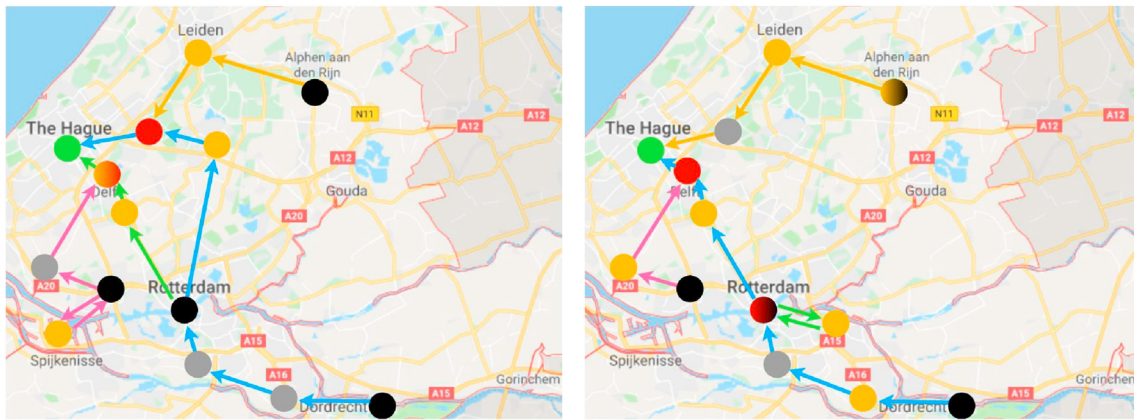 Leiden
Alphen aan
den Rijn
N11
A12
The Hague
A12
A12
Delf
Gouda
A20
A20
Rotterdam
A15
Spijkenisse
A16
Gorinchem
Dordrecht
A15
Leiden
Alphen aan
den Rijn
N11
A12
The Hague
A12
A12
elf
Gouda
A20
A20
Rotterdam
A15
Spijkenisse
A16
Gorinchem
Dordrecht
A15